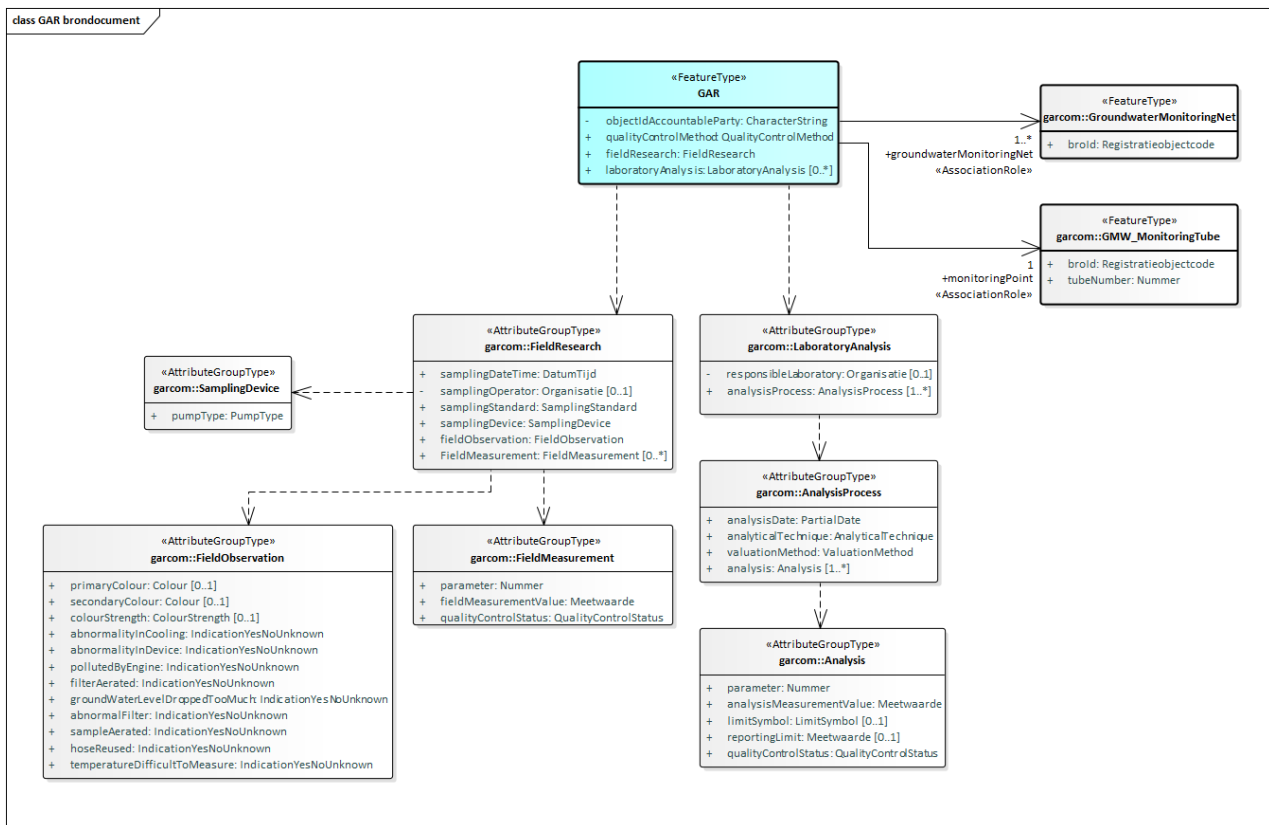 class GAR brondocument
«FeatureType»
GAR
- objectIdAccountableParty: CharacterString
+ qualityControlMethod: QualityControlMethod
+ fieldResearch: FieldResearch
+ laboratoryAnalysis: LaboratoryAnalysis [0..*]
«FeatureType»
garcom::GroundwaterMonitoringNet
+ broId: Registratieobjectcode
1..*
+groundwaterMonitoringNet
«AssociationRole»
«FeatureType»
garcom::GMW_MonitoringTube
+ broId: Registratieobjectcode
+ tubeNumber: Nummer
1
+monitoringPoint
«AssociationRole»
«AttributeGroupType»
garcom::SamplingDevice
+ pumpType: PumpType
«AttributeGroupType»
garcom::FieldResearch
+ samplingDateTime: DatumTijd
- samplingOperator: Organisatie [0..1]
+ samplingStandard: SamplingStandard
+ samplingDevice: SamplingDevice
+ fieldObservation: FieldObservation
+ FieldMeasurement: FieldMeasurement [0..*]
«AttributeGroupType»
garcom::LaboratoryAnalysis
- responsibleLaboratory: Organisatie [0..1]
+ analysisProcess: AnalysisProcess [1..*]
«AttributeGroupType»
garcom::AnalysisProcess
+ analysisDate: PartialDate
+ analyticalTechnique: AnalyticalTechnique
+ valuationMethod: ValuationMethod
+ analysis: Analysis [1..*]
«AttributeGroupType»
garcom::FieldObservation
+ primaryColour: Colour [0..1]
+ secondaryColour: Colour [0..1]
+ colourStrength: ColourStrength [0..1]
+ abnormalityInCooling: IndicationYesNoUnknown
+ abnormalityInDevice: IndicationYesNoUnknown
+ pollutedByEngine: IndicationYesNoUnknown
+ filterAerated: IndicationYesNoUnknown
+ groundWaterLevelDroppedTooMuch: IndicationYesNoUnknown
+ abnormalFilter: IndicationYesNoUnknown
+ sampleAerated: IndicationYesNoUnknown
+ hoseReused: IndicationYesNoUnknown
+ temperatureDifficultToMeasure: IndicationYesNoUnknown
«AttributeGroupType»
garcom::FieldMeasurement
+ parameter: Nummer
+ fieldMeasurementValue: Meetwaarde
+ qualityControlStatus: QualityControlStatus
«AttributeGroupType»
garcom::Analysis
+ parameter: Nummer
+ analysisMeasurementValue: Meetwaarde
+ limitSymbol: LimitSymbol [0..1]
+ reportingLimit: Meetwaarde [0..1]
+ qualityControlStatus: QualityControlStatus